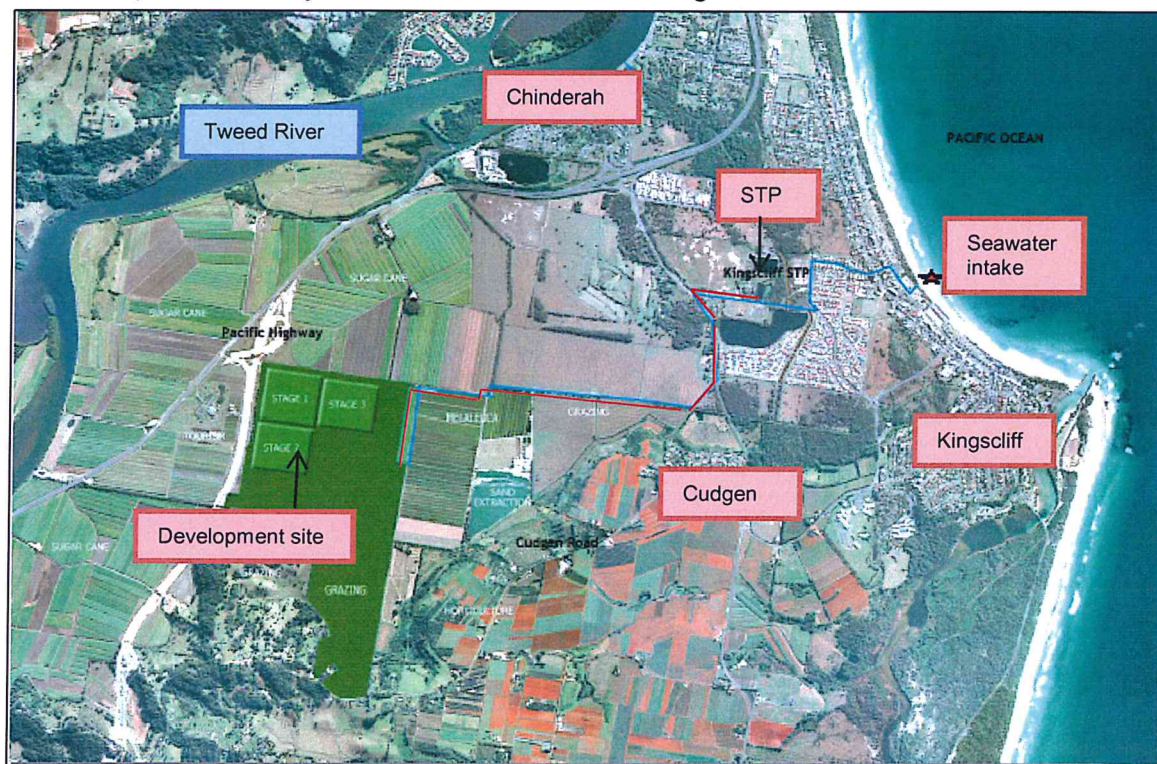 Chinderah
Tweed River
PACIFIC OCEAN
STP
Kingscliff STP
Seawater
intake
SUGAR CANE
SUGAR CANE
Pacific Highway
STAGE 1
STAGE 3
STAGE 2
TOURISM
MELALEUCA
GRAZING
Kingscliff
Cudgen
SAND
EXTRACTION
Development site
Cudgen Road
SUGAR CANE
GRAZING
HORTICULTURE